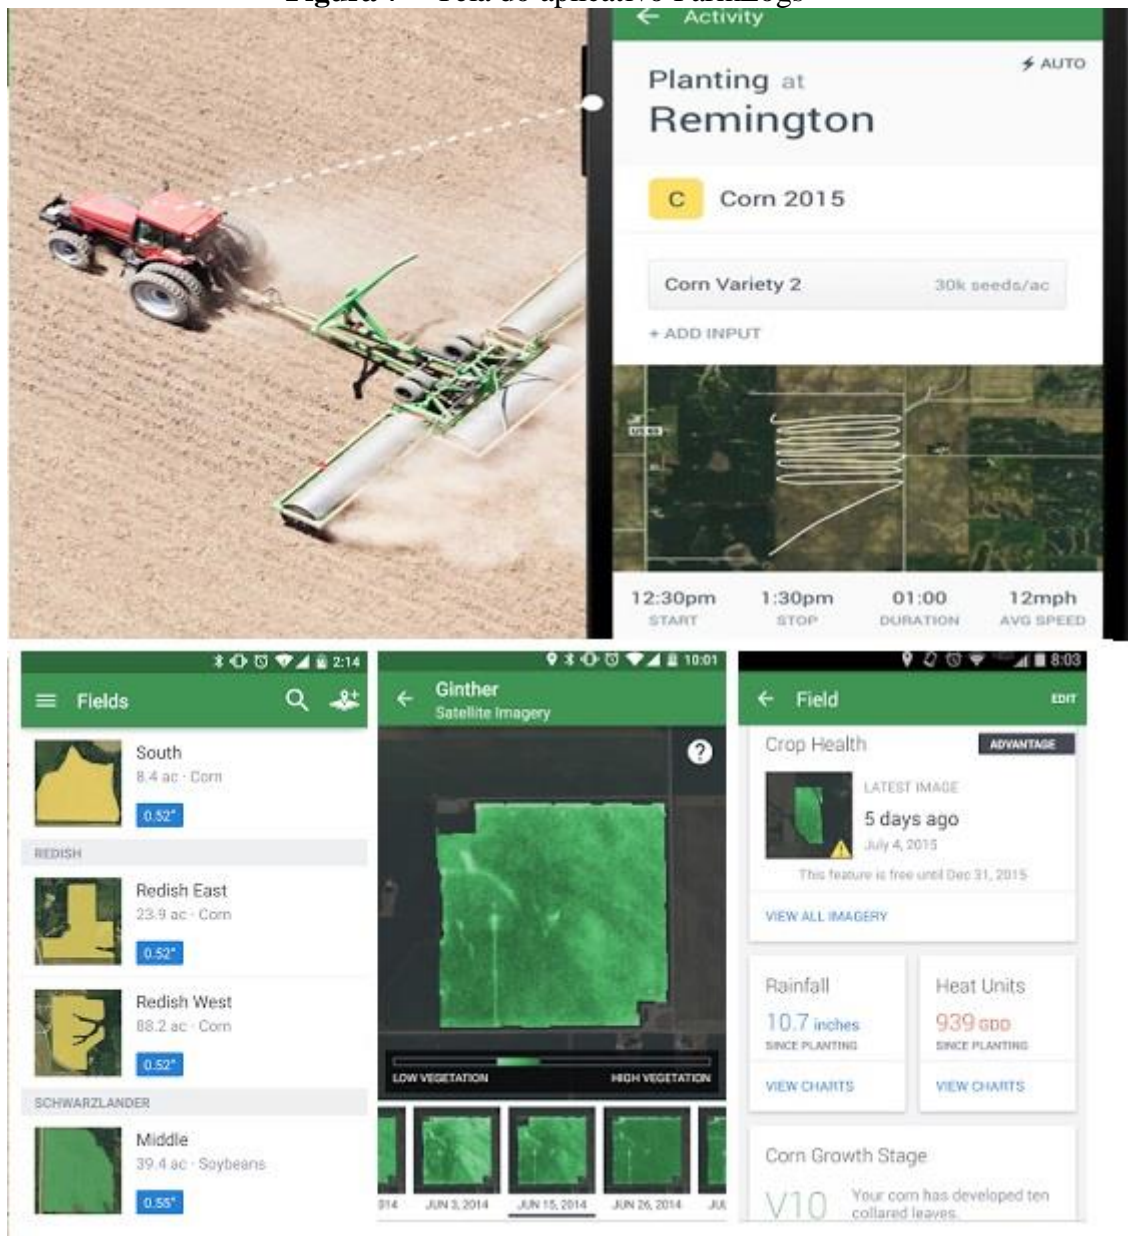 Activity
AUTO
Planting at
Remington
C Corn 2015
Corn Variety 2 30k seeds/ac
+ ADD INPUT
12:30pm 1:30pm 01:00 12mph
START STOP DURATION AVG SPEED
2:14
Fields
South
8.4 ac · Corn
0.52"
REDISH
Redish East
23.9 ac · Corn
0.52"
Redish West
88.2 ac · Corn
0.52"
SCHWARZLANDER
Middle
39.4 ac · Soybeans
0.55"
10:01
Ginther
Satellite Imagery
?
LOW VEGETATION HIGH VEGETATION
014 JUN 3, 2014 JUN 15, 2014 JUN 26, 2014 JUL
8:03
Field EDIT
Crop Health ADVANTAGE
LATEST IMAGE
5 days ago
July 4, 2015
This feature is free until Dec 31, 2015
VIEW ALL IMAGERY
Rainfall Heat Units
10.7 inches 939 GDD
SINCE PLANTING SINCE PLANTING
VIEW CHARTS VIEW CHARTS
Corn Growth Stage
V10 Your corn has developed ten
collared leaves.